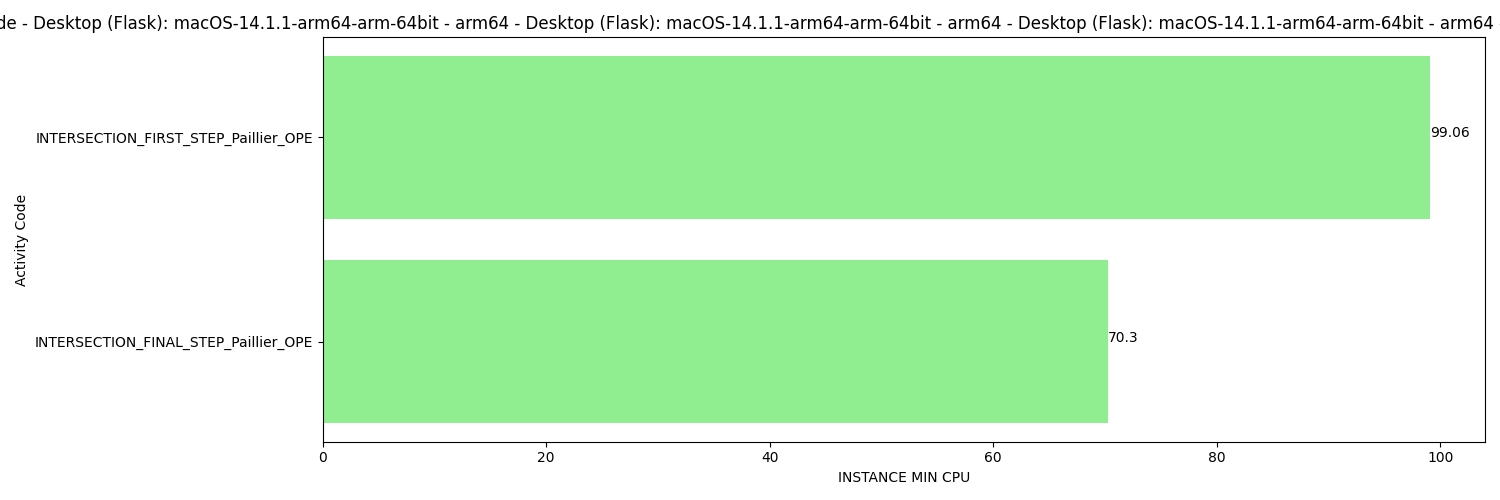 de - Desktop (Flask): macOS-14.1.1-arm64-arm-64bit - arm64 - Desktop (Flask): macOS-14.1.1-arm64-arm-64bit - arm64 - Desktop (Flask): macOS-14.1.1-arm64-arm-64bit - arm64 -
INTERSECTION_FIRST_STEP_Paillier_OPE
99.06
Activity Code
INTERSECTION_FINAL_STEP_Paillier_OPE
70.3
0 20 40 60 80 100
INSTANCE MIN CPU